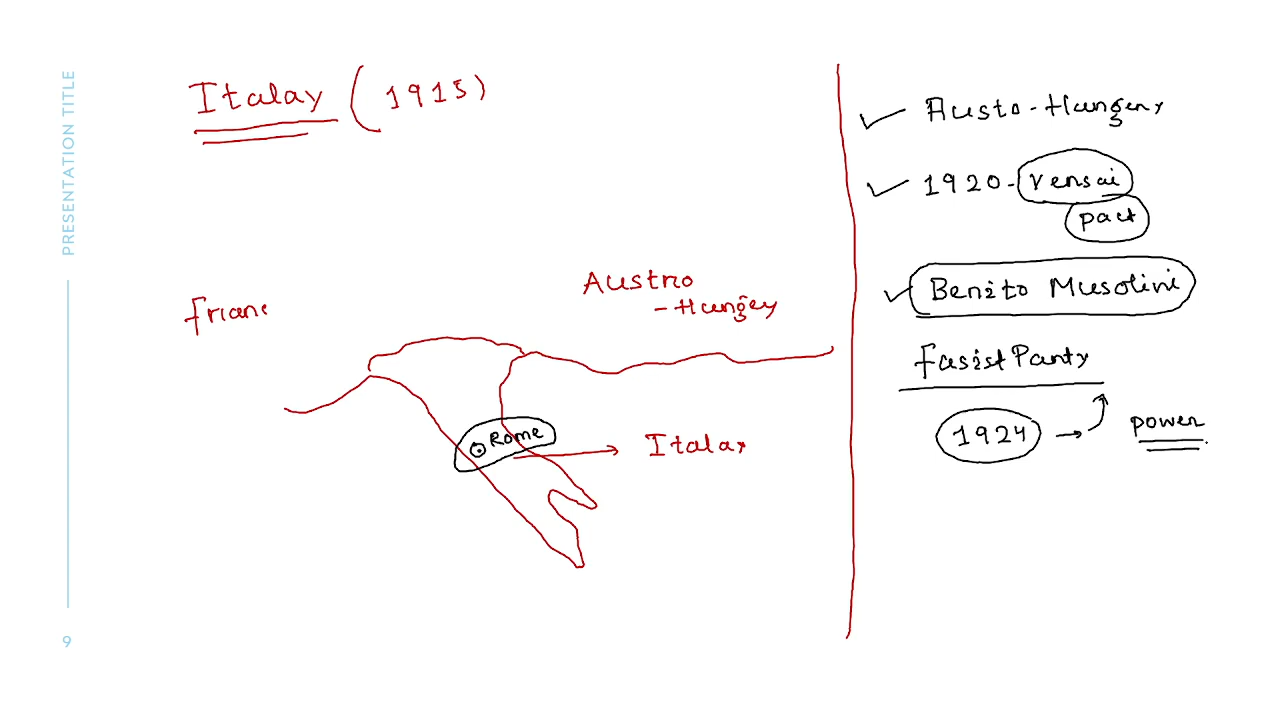 PRESENTATION TITLE
9
Italay (1915)
Friane
Austro
-Hungey
Rome
Italay
Austo-Hungery
1920-Versai
pact
Benito Musolini
Fasist Party
1924 → power